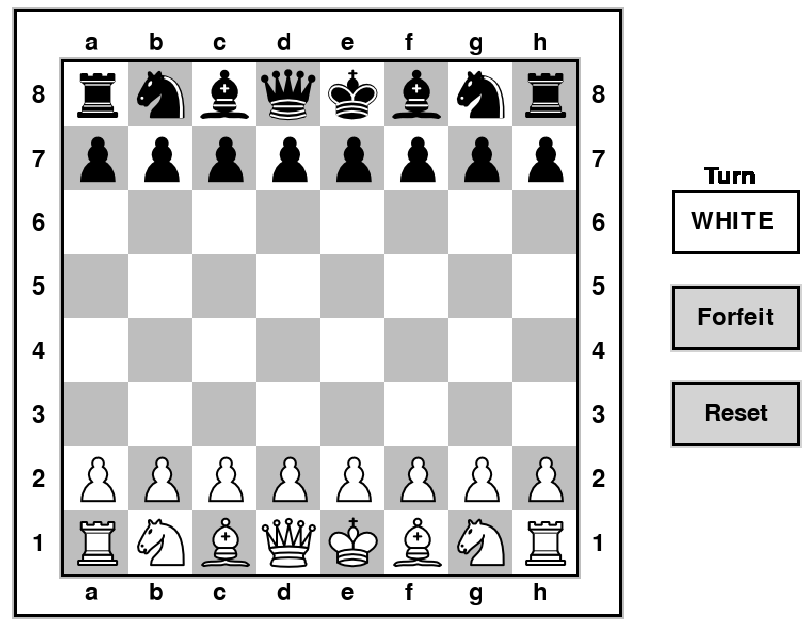 a b c d e f g h
8 8
7 7
Turn
6 6
WHITE
5 5
Forfeit
4 4
3 3
Reset
2 2
1 1
a b c d e f g h